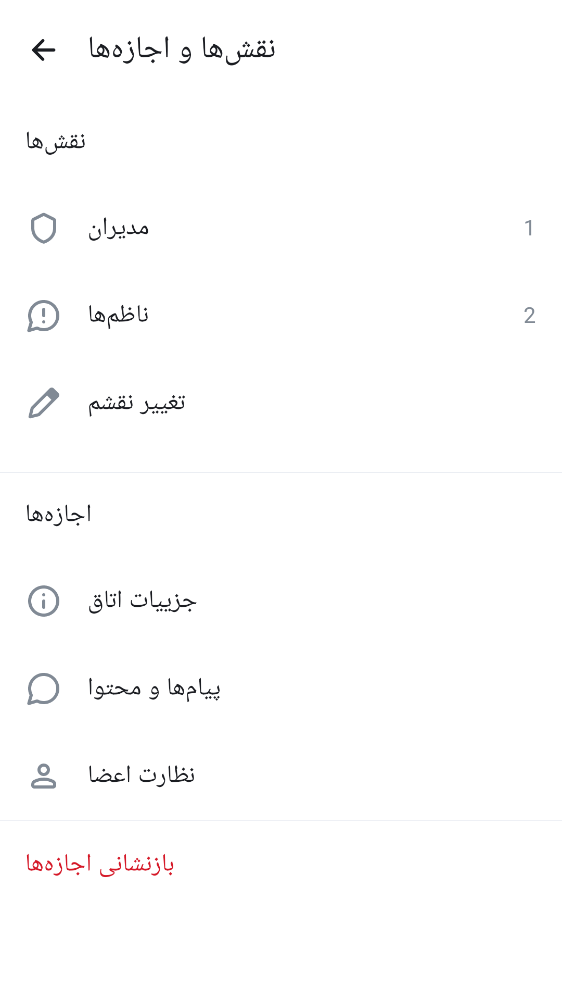 نقش‌ها و اجازه‌ها
نقش‌ها
مدیران 1
ناظم‌ها 2
تغییر نقشم
اجازه‌ها
جزییات اتاق
پیام‌ها و محتوا
نظارت اعضا
بازنشانی اجازه‌ها